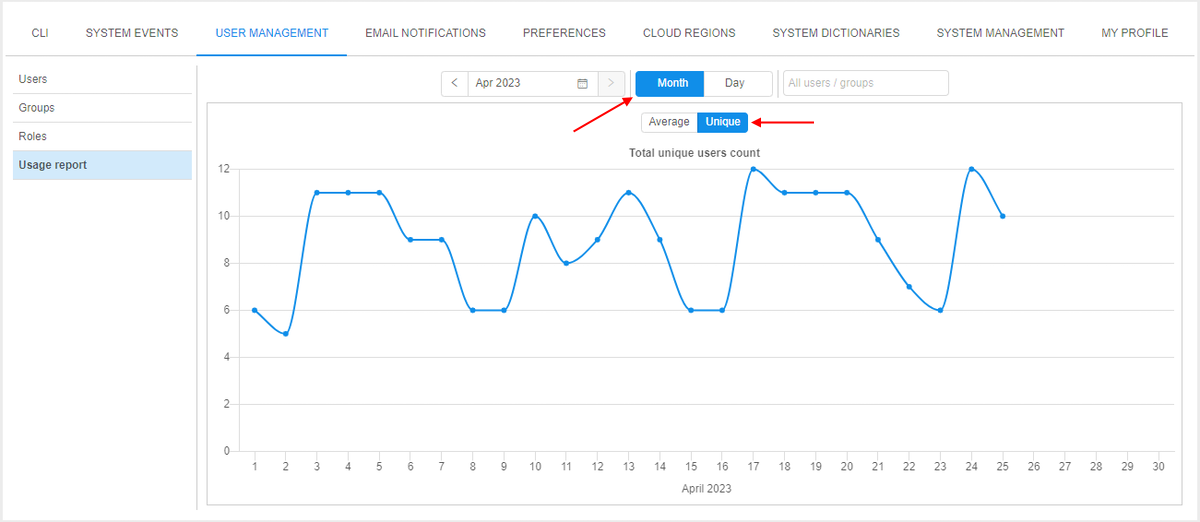 CLI SYSTEM EVENTS USER MANAGEMENT EMAIL NOTIFICATIONS PREFERENCES CLOUD REGIONS SYSTEM DICTIONARIES SYSTEM MANAGEMENT MY PROFILE
Users
Groups
Roles
Usage report
< Apr 2023 > Month Day All users / groups
Average Unique
Total unique users count
12
10
8
6
4
2
0
1 2 3 4 5 6 7 8 9 10 11 12 13 14 15 16 17 18 19 20 21 22 23 24 25 26 27 28 29 30
April 2023